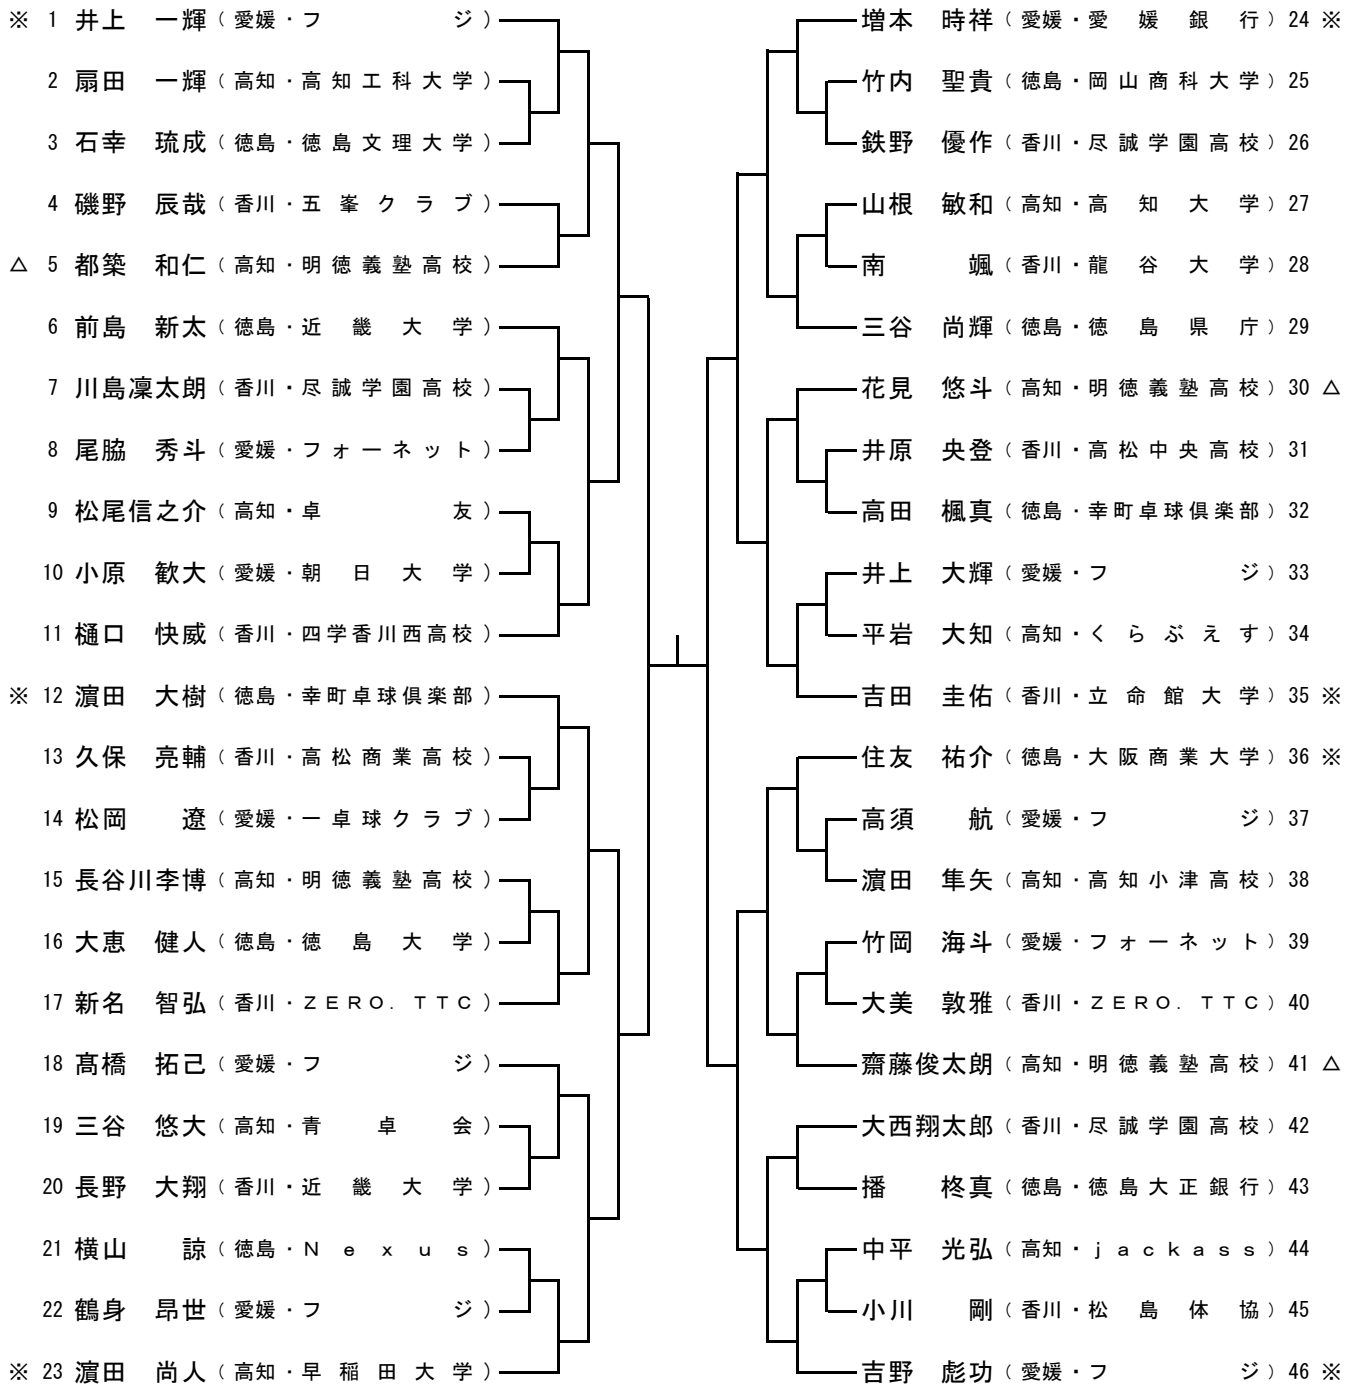 ※ 1 井上 一輝（愛媛・フジ）
2 扇田 一輝（高知・高知工科大学）
3 石幸 琉成（徳島・徳島文理大学）
4 磯野 辰哉（香川・五峯クラブ）
△ 5 都築 和仁（高知・明徳義塾高校）
6 前島 新太（徳島・近畿大学）
7 川島凜太朗（香川・尽誠学園高校）
8 尾脇 秀斗（愛媛・フォーネット）
9 松尾信之介（高知・卓友）
10 小原 歓大（愛媛・朝日大学）
11 樋口 快威（香川・四学香川西高校）
※ 12 濵田 大樹（徳島・幸町卓球倶楽部）
13 久保 亮輔（香川・高松商業高校）
14 松岡 遼（愛媛・一卓球クラブ）
15 長谷川李博（高知・明徳義塾高校）
16 大恵 健人（徳島・徳島大学）
17 新名 智弘（香川・ZERO.TTC）
18 髙橋 拓己（愛媛・フジ）
19 三谷 悠大（高知・青卓会）
20 長野 大翔（香川・近畿大学）
21 横山 諒（徳島・Nexus）
22 鶴身 昂世（愛媛・フジ）
※ 23 濵田 尚人（高知・早稲田大学）
増本 時祥（愛媛・愛媛銀行）24 ※
竹内 聖貴（徳島・岡山商科大学）25
鉄野 優作（香川・尽誠学園高校）26
山根 敏和（高知・高知大学）27
南 颯（香川・龍谷大学）28
三谷 尚輝（徳島・徳島県庁）29
花見 悠斗（高知・明徳義塾高校）30 △
井原 央登（香川・高松中央高校）31
高田 楓真（徳島・幸町卓球倶楽部）32
井上 大輝（愛媛・フジ）33
平岩 大知（高知・くらぶえす）34
吉田 圭佑（香川・立命館大学）35 ※
住友 祐介（徳島・大阪商業大学）36 ※
高須 航（愛媛・フジ）37
濵田 隼矢（高知・高知小津高校）38
竹岡 海斗（愛媛・フォーネット）39
大美 敦雅（香川・ZERO.TTC）40
齋藤俊太朗（高知・明徳義塾高校）41 △
大西翔太郎（香川・尽誠学園高校）42
播 柊真（徳島・徳島大正銀行）43
中平 光弘（高知・jackass）44
小川 剛（香川・松島体協）45
吉野 彪功（愛媛・フジ）46 ※